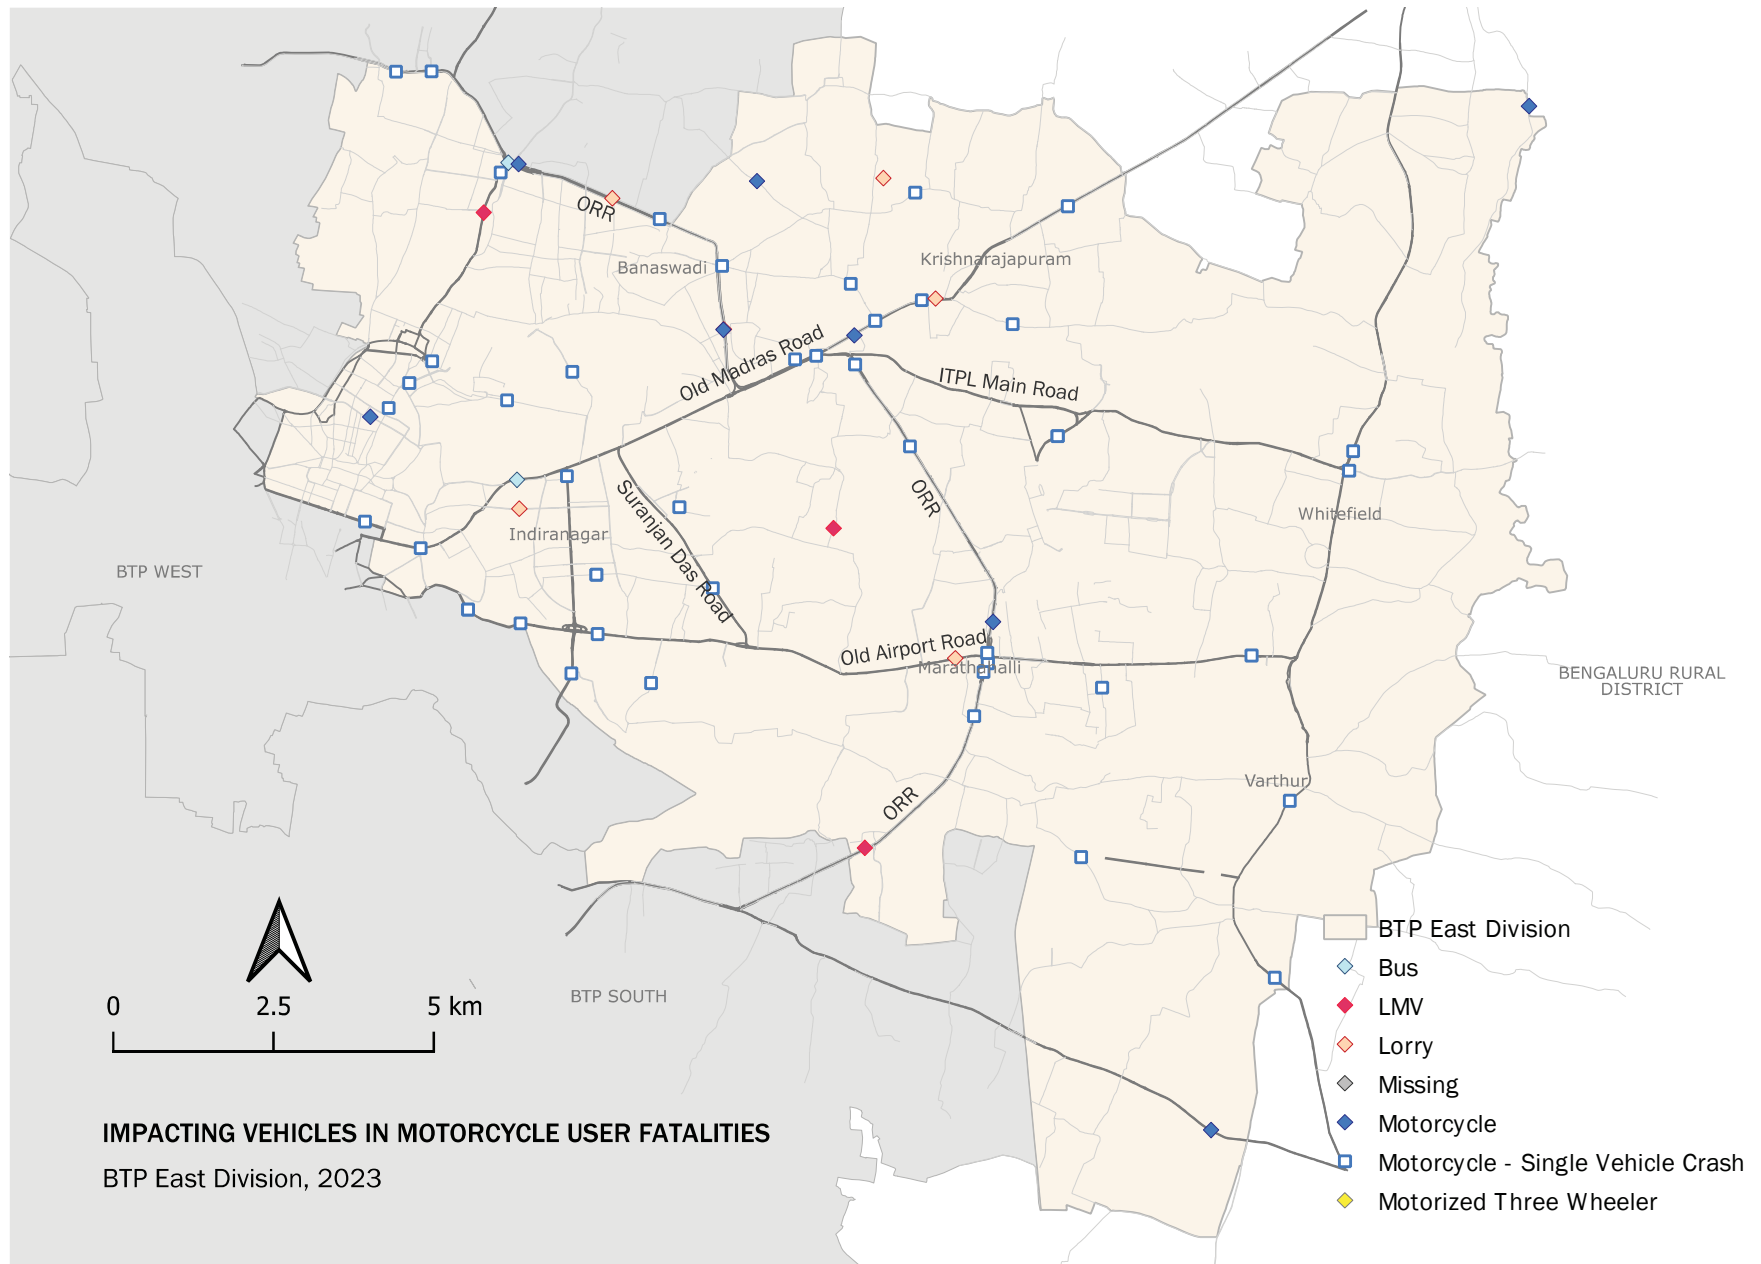 ORR
Banaswadi
Krishnarajapuram
Old Madras Road
ITPL Main Road
ORR
Suranjan Das Road
Indiranagar
Whitefield
BTP WEST
Old Airport Road
Marathahalli
BENGALURU RURAL
DISTRICT
Varthur
ORR
BTP SOUTH
0 2.5 5 km
IMPACTING VEHICLES IN MOTORCYCLE USER FATALITIES
BTP East Division, 2023
BTP East Division
Bus
LMV
Lorry
Missing
Motorcycle
Motorcycle - Single Vehicle Crash
Motorized Three Wheeler